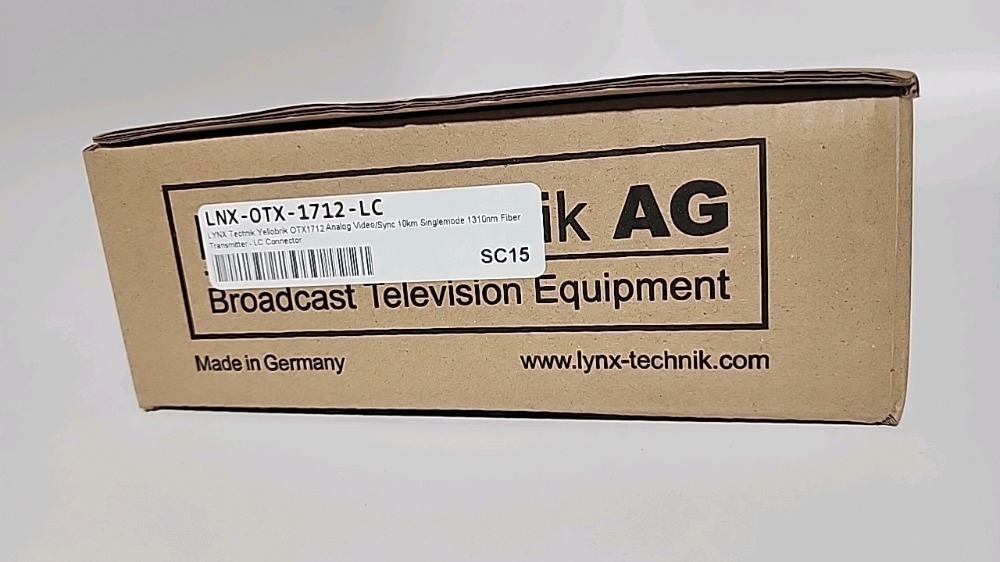 LNX-OTX-1712-LC
LYNX Technik Yellobrik OTX1712 Analog Video/Sync 10km Singlemode 1310nm Fiber
Transmitter - LC Connector
SC15
ik AG
Broadcast Television Equipment
Made in Germany
www.lynx-technik.com